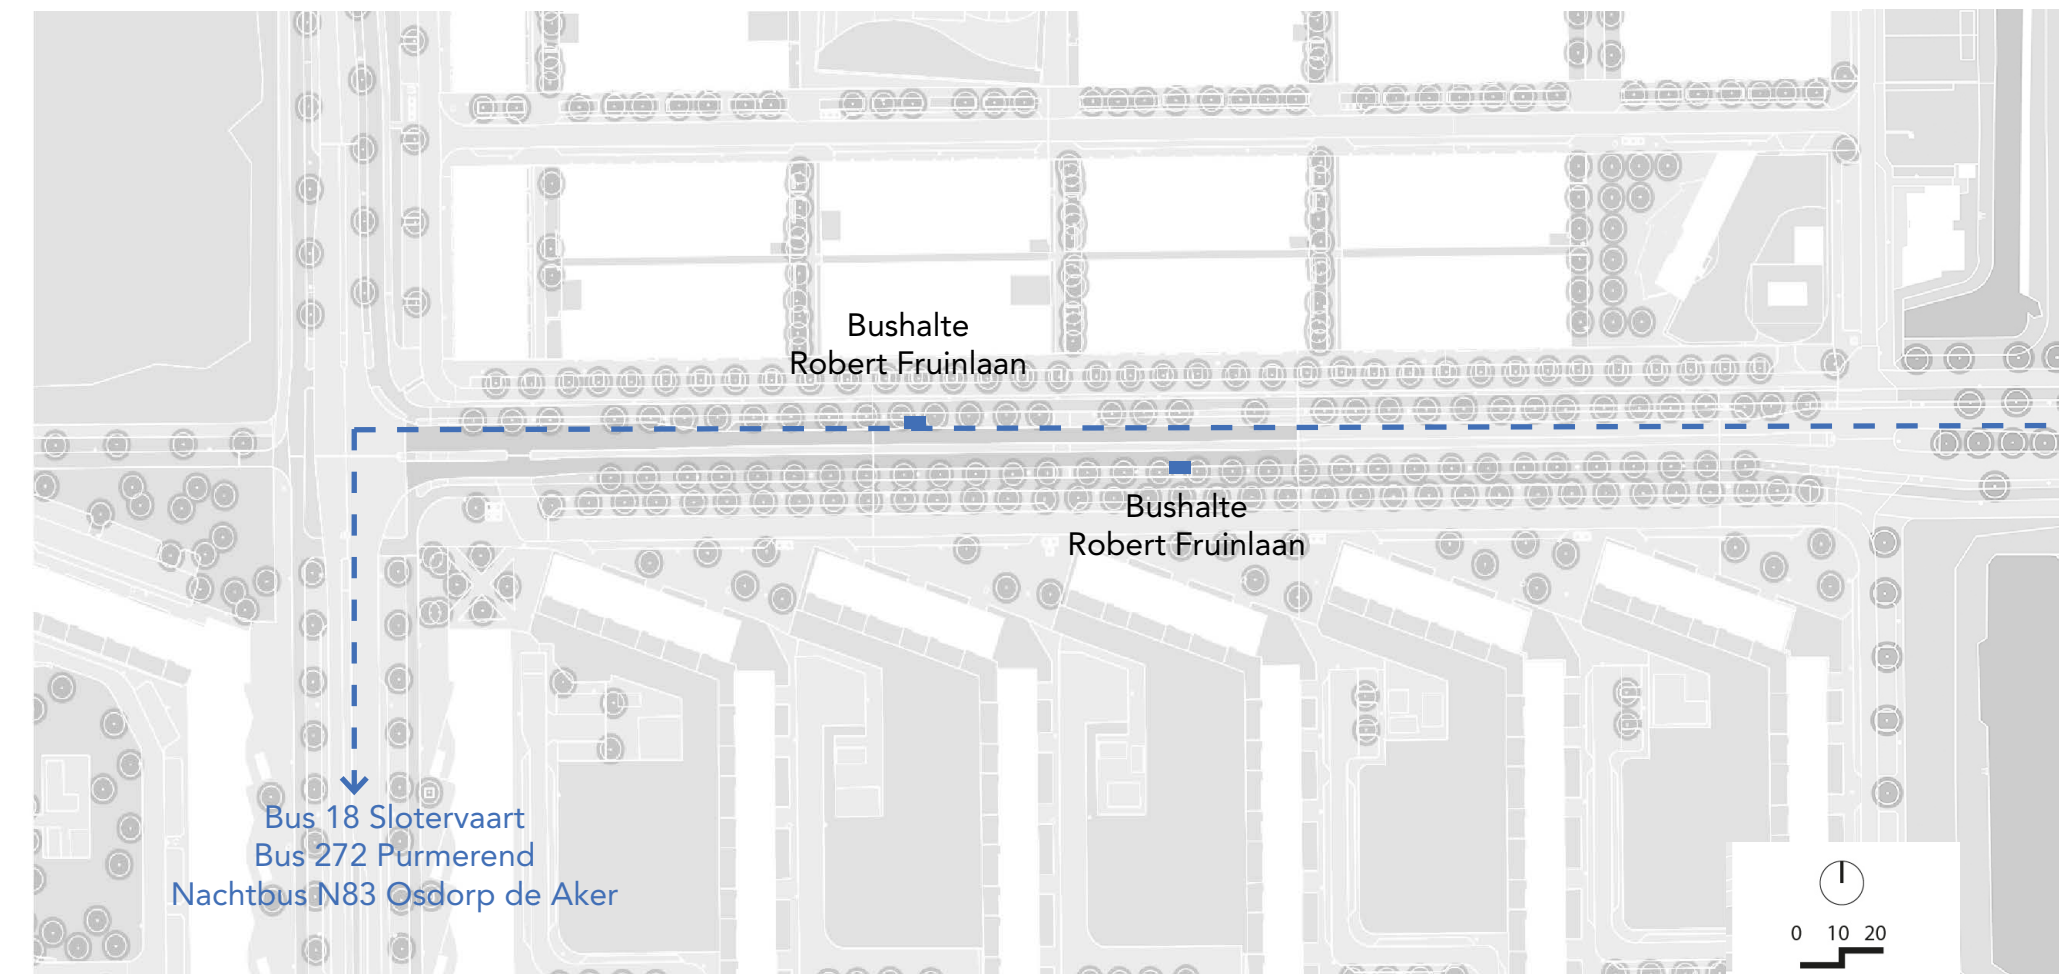 Bushalte
Robert Fruinlaan
Bushalte
Robert Fruinlaan
Bus 18 Slotervaart
Bus 272 Purmerend
Nachtbus N83 Osdorp de Aker
0 10 20